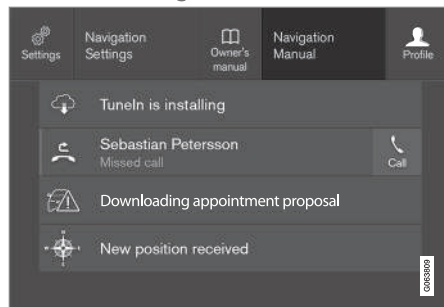 Settings
Navigation
Settings
Owner's
manual
Navigation
Manual
Profile
TuneIn is installing
Sebastian Petersson
Missed call
Call
Downloading appointment proposal
New position received
G063809